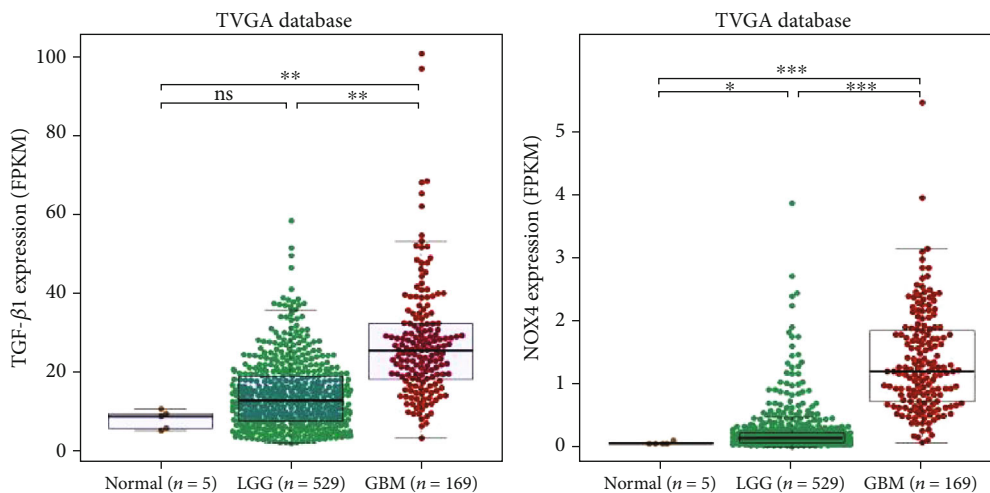 TVGA database
TGF-β1 expression (FPKM)
100
80
60
40
20
0
**
ns
**
Normal (n = 5)
LGG (n = 529)
GBM (n = 169)
TVGA database
NOX4 expression (FPKM)
5
4
3
2
1
0
***
*
***
Normal (n = 5)
LGG (n = 529)
GBM (n = 169)